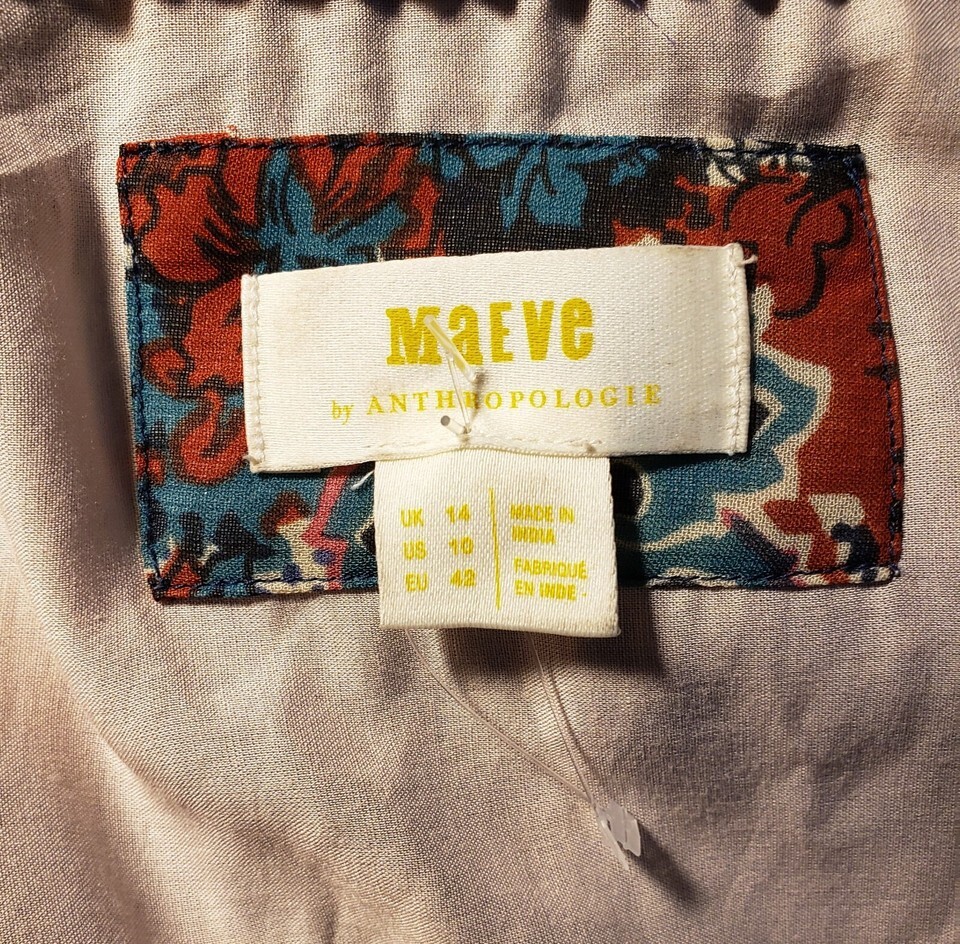 MaEVe
by ANTHROPOLOGIE
UK 14
US 10
EU 42
MADE IN
INDIA
FABRIQUÉ
EN INDE